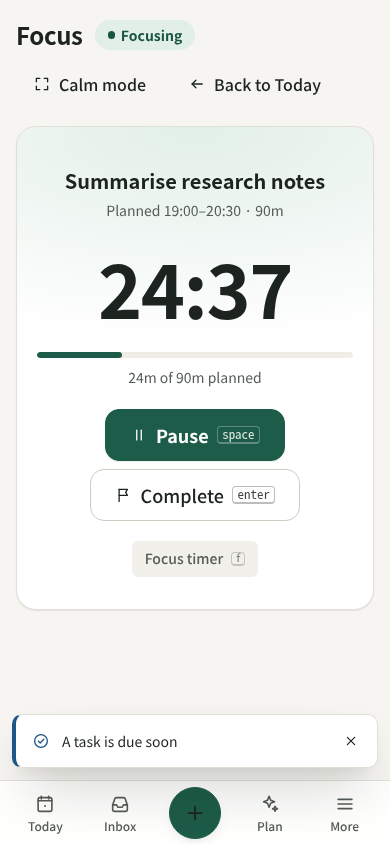 Focus
Focusing
Calm mode
Back to Today
Summarise research notes
Planned 19:00–20:30 · 90m
24:37
24m of 90m planned
Pause space
Complete enter
Focus timer f
A task is due soon
Today
Inbox
Plan
More